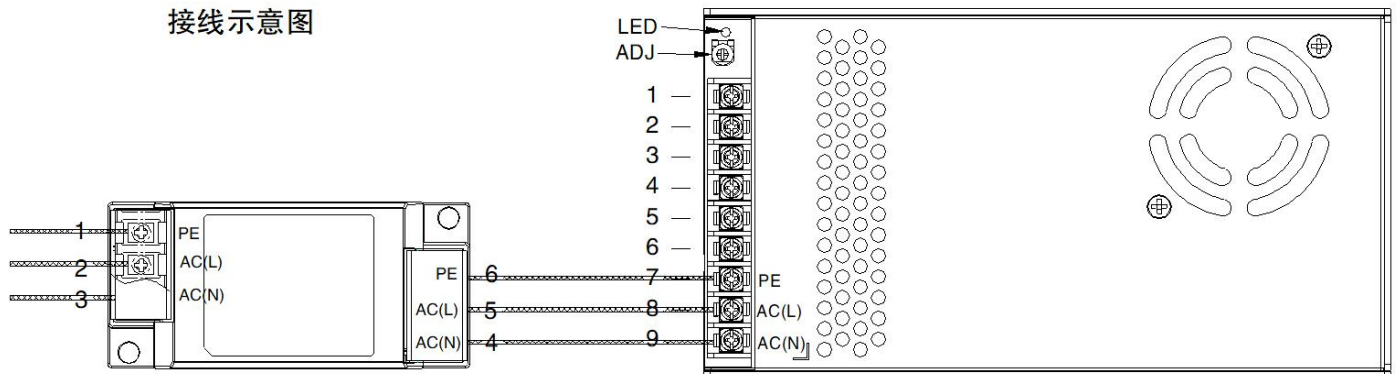 接线示意图
LED
ADJ
1
2
3
4
5
6
1 PE
2 AC(L)
3 AC(N)
PE 6 7 PE
AC(L) 5 8 AC(L)
AC(N) 4 9 AC(N)